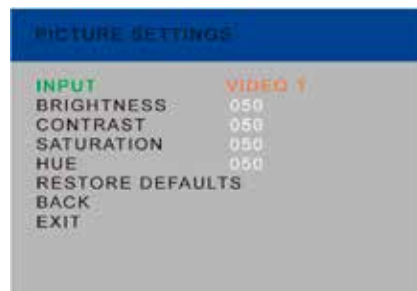 PICTURE SETTINGS
INPUT VIDEO 1
BRIGHTNESS 050
CONTRAST 050
SATURATION 050
HUE 050
RESTORE DEFAULTS
BACK
EXIT